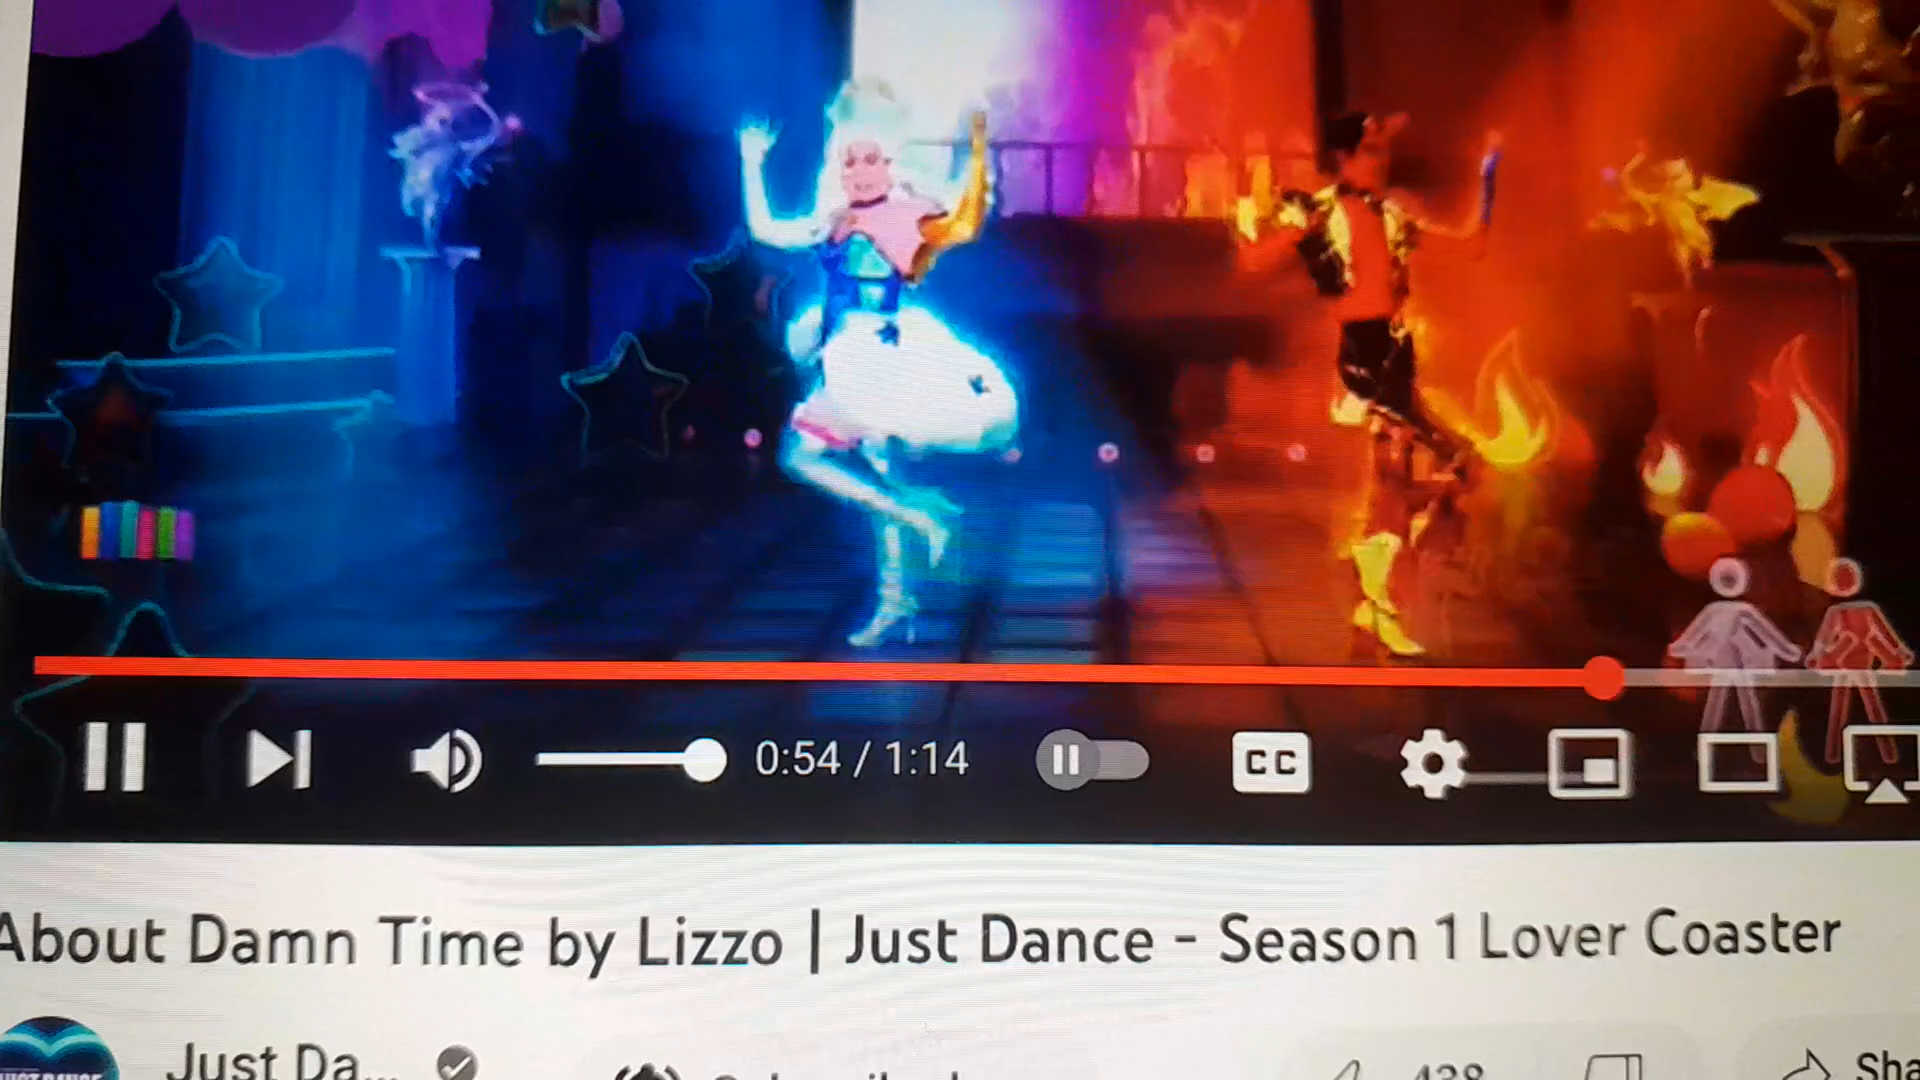 0:54 / 1:14
CC
About Damn Time by Lizzo | Just Dance - Season 1 Lover Coaster
Just Da...